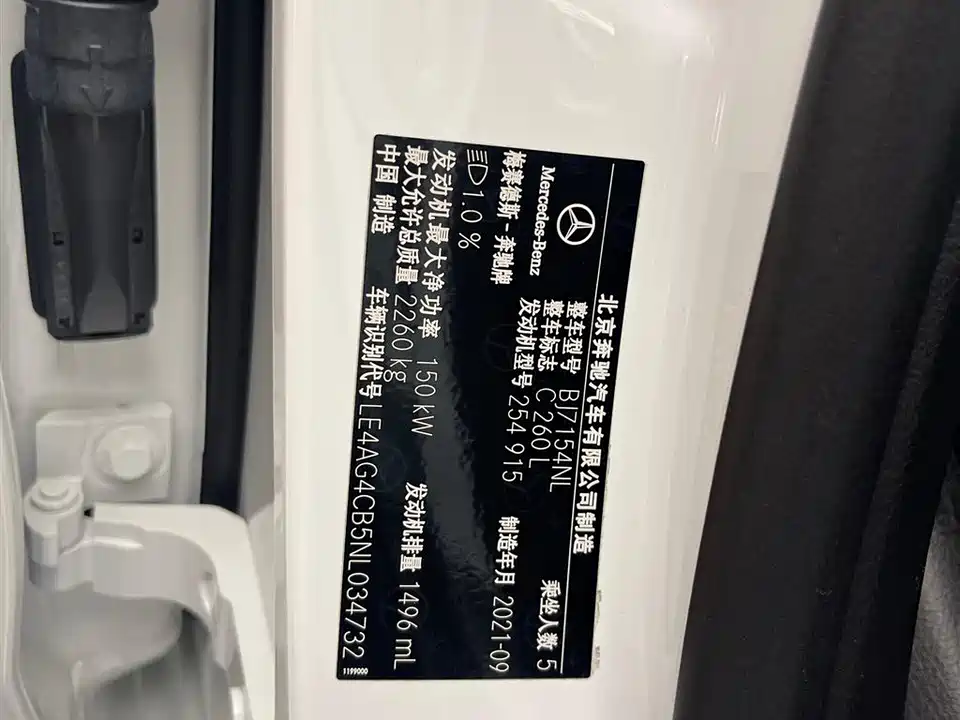 北京奔驰汽车有限公司制造
Mercedes-Benz
梅赛德斯-奔驰牌
整车型号 BJ7154NL
整车标志 C 260 L
乘坐人数 5
发动机型号 254 915
制造年月 2021-09
1.0 %
发动机最大净功率 150 kW
发动机排量 1496 mL
最大允许总质量 2260 kg
中国 制造
车辆识别代号 LE4AG4CB5NL034732
1199000